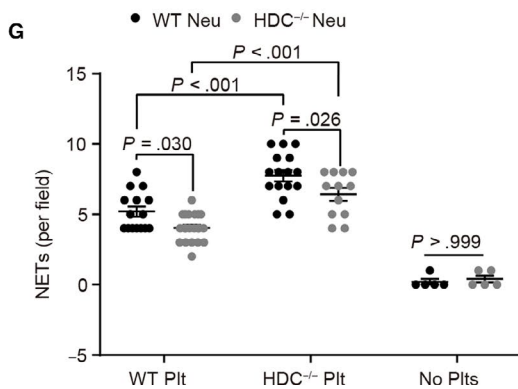 G
WT Neu HDC⁻/⁻ Neu
P < .001
P < .001
P = .026
P = .030
P > .999
NETs (per field)
15
10
5
0
−5
WT Plt HDC⁻/⁻ Plt No Plts